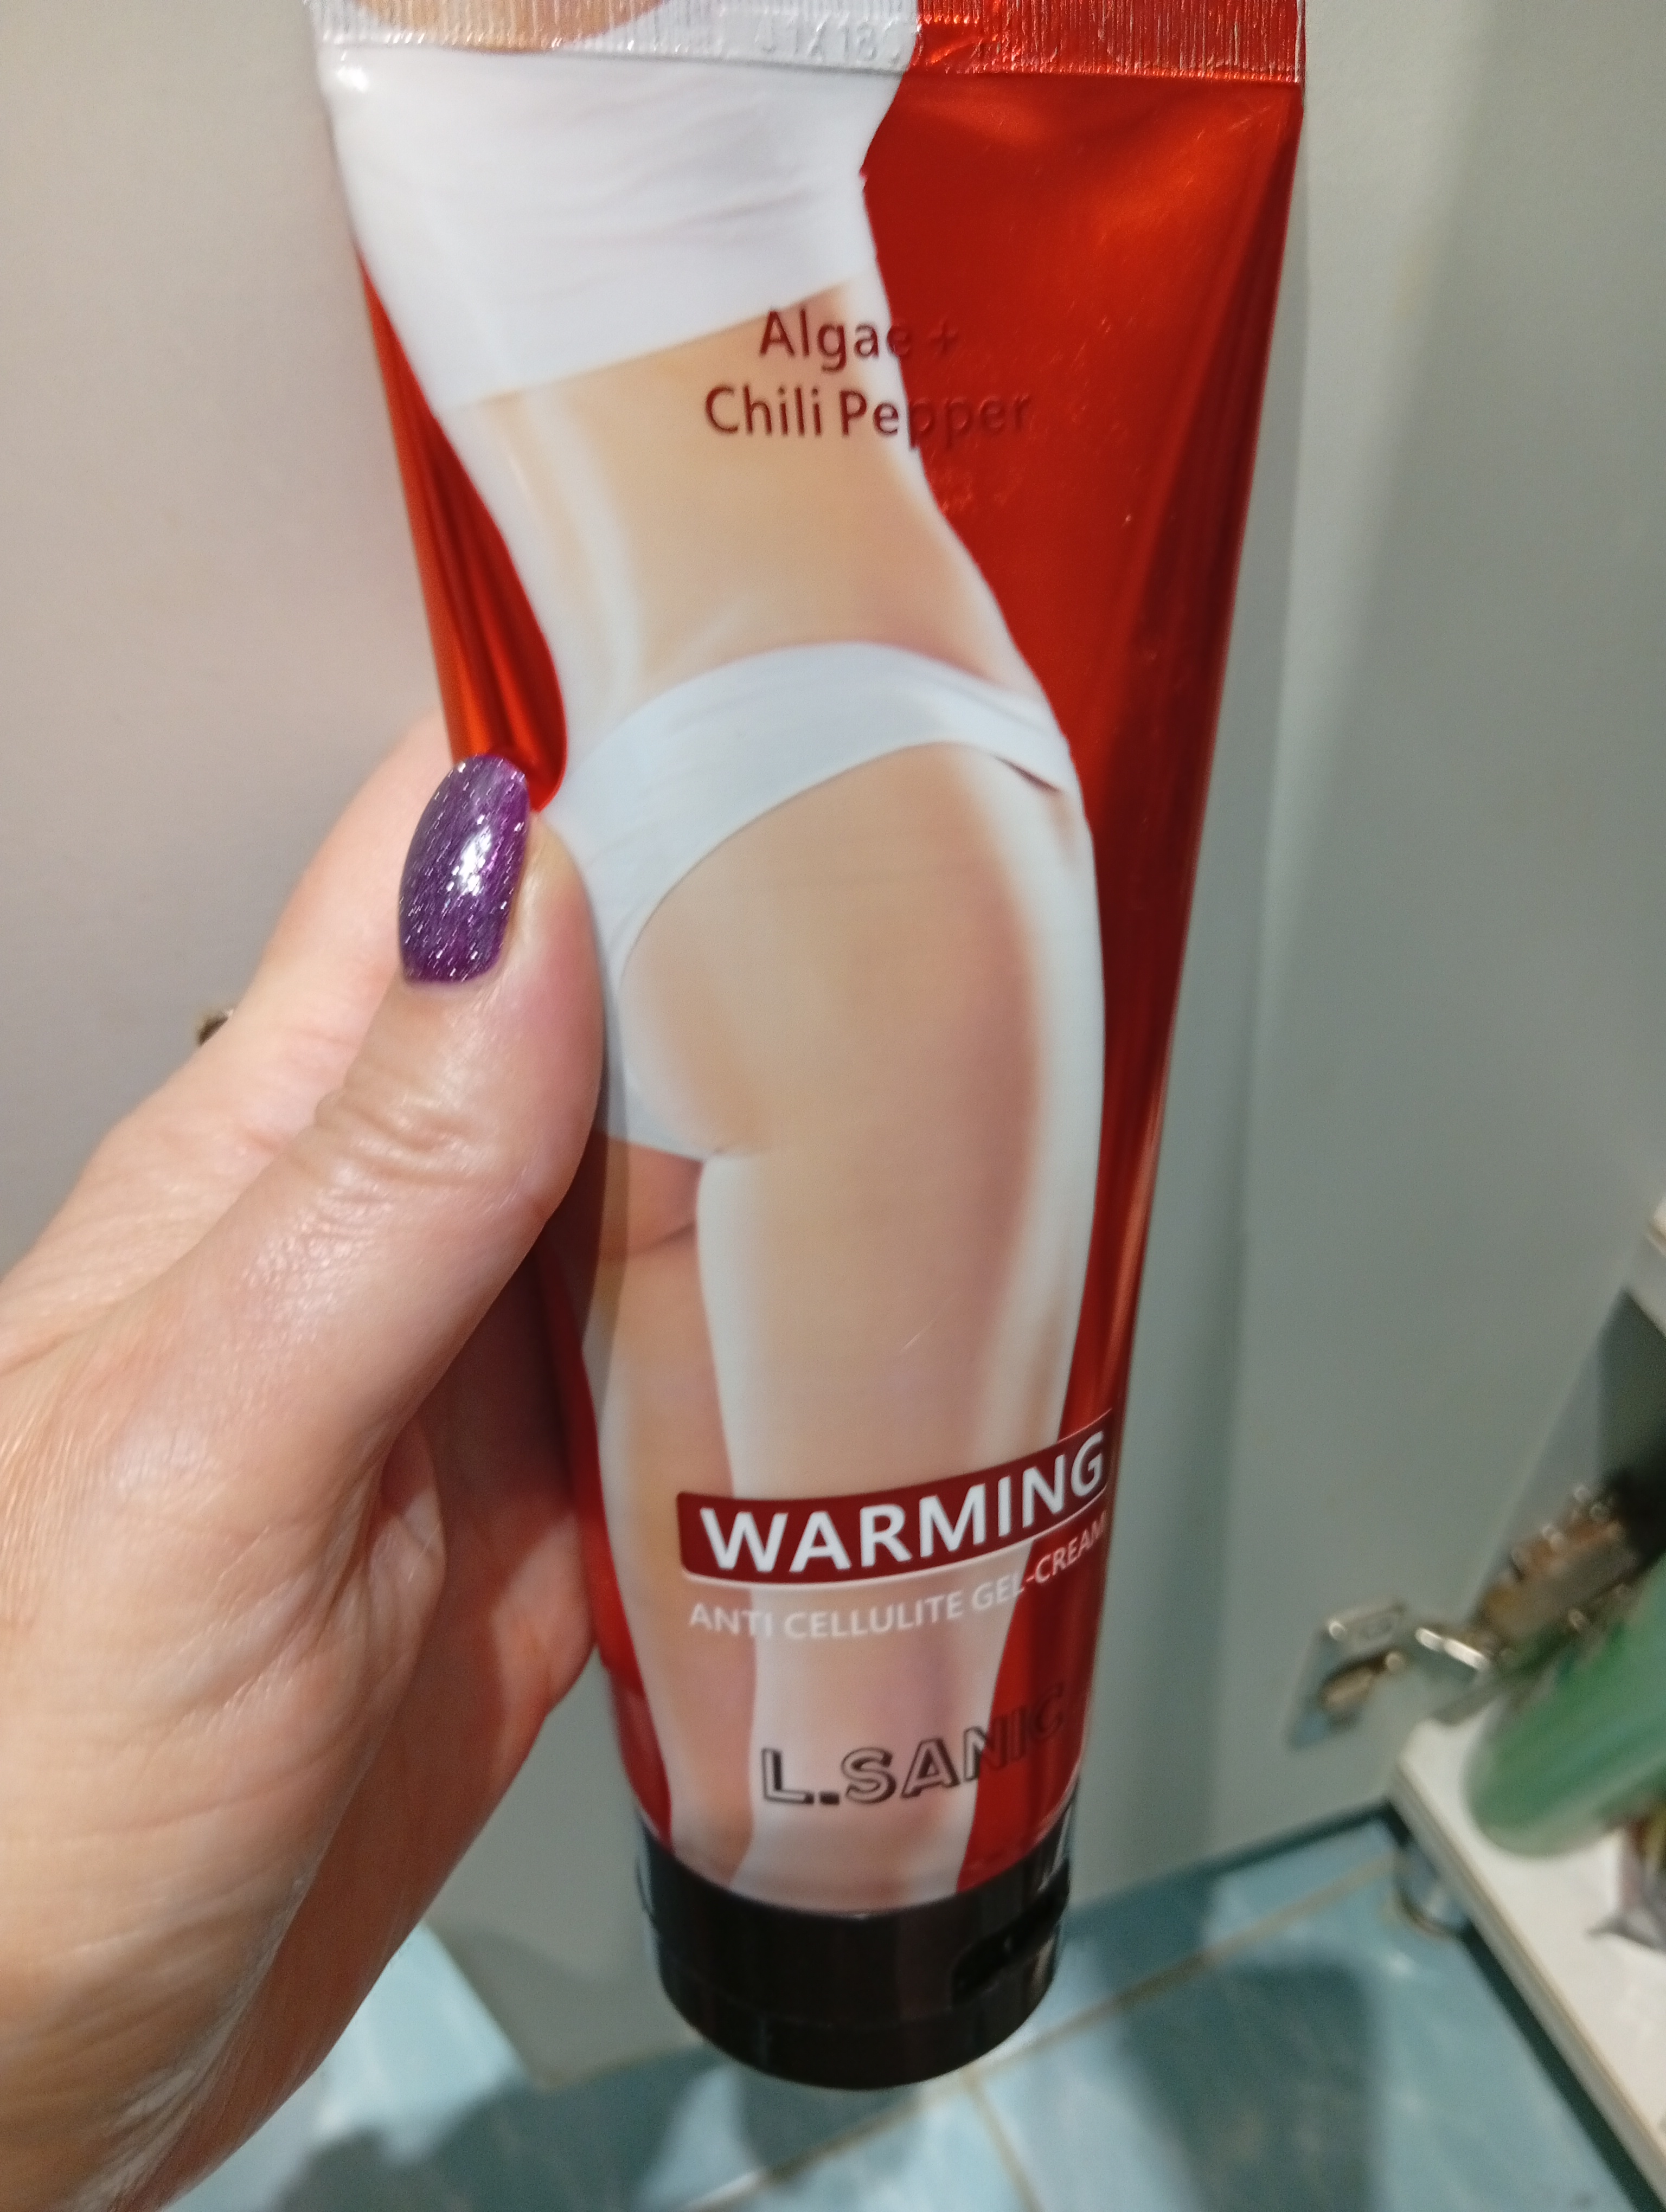 Algae +
Chili Pepper
WARMING
ANTI CELLULITE GEL-CREAM
L.SANIC